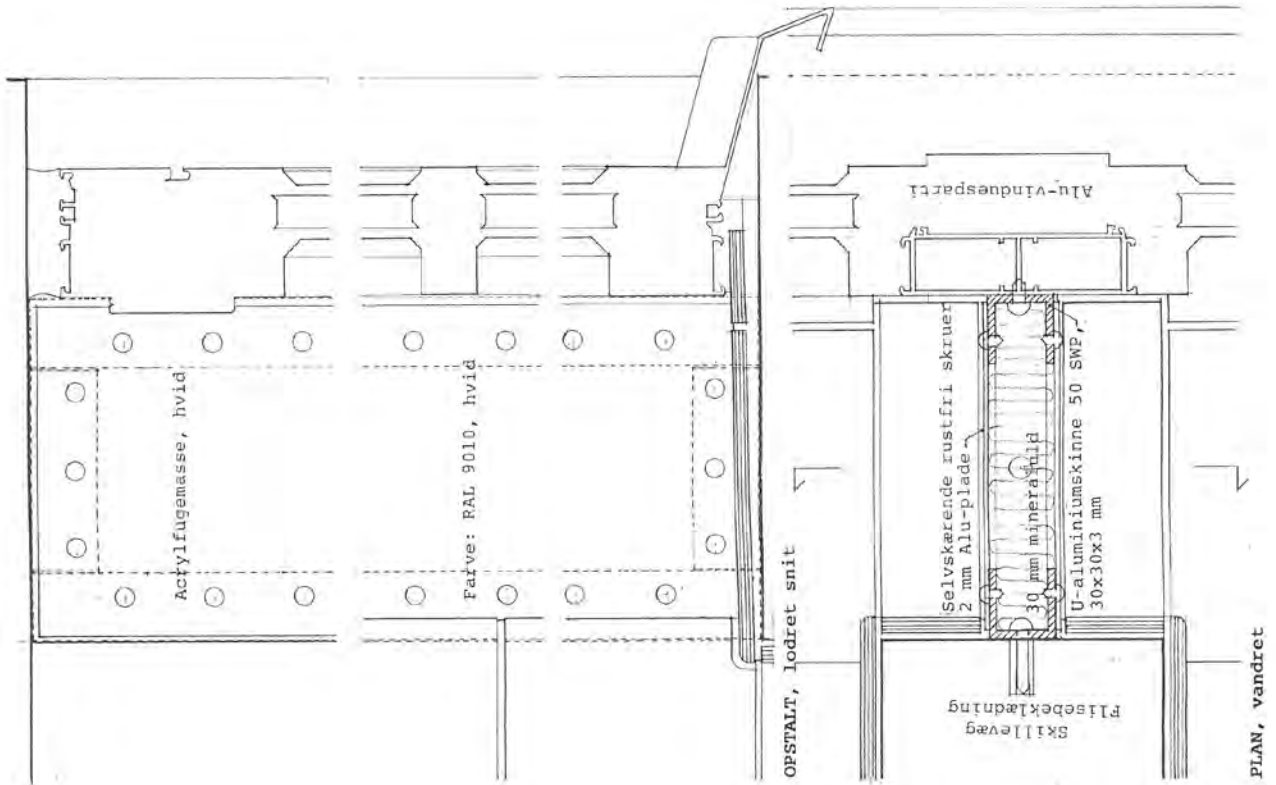 Acrylfugemasse, hvid
Farve: RAL 9010, hvid
OPSTALT, lodret snit
Alu-vinduesparti
Selvskærende rustfri skruer
2 mm Alu-plade
30 mm mineraluld
U-aluminiumskinne 50 SWP,
30x30x3 mm
Skillevæg
Flisebeklædning
PLAN, vandret